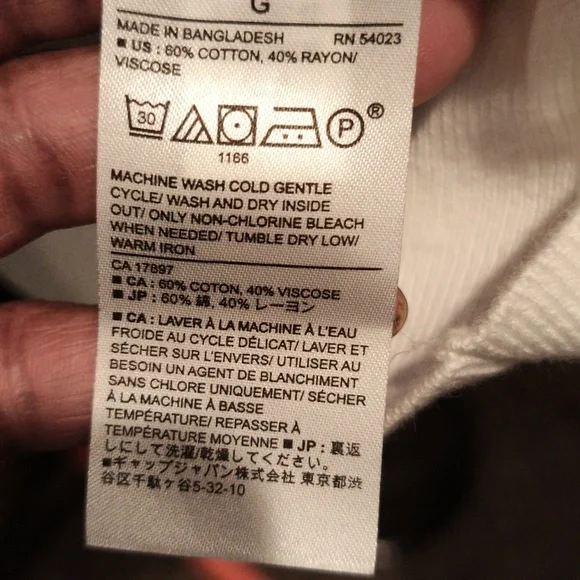 G
MADE IN BANGLADESH RN 54023
■ US : 60% COTTON, 40% RAYON/
VISCOSE
30 P ®
1166
MACHINE WASH COLD GENTLE
CYCLE/ WASH AND DRY INSIDE
OUT/ ONLY NON-CHLORINE BLEACH
WHEN NEEDED/ TUMBLE DRY LOW/
WARM IRON
CA 17897
■ CA : 60% COTON, 40% VISCOSE
■ JP : 60% 綿, 40% レーヨン
■ CA : LAVER À LA MACHINE À L'EAU
FROIDE AU CYCLE DÉLICAT/ LAVER ET
SÉCHER SUR L'ENVERS/ UTILISER AU
BESOIN UN AGENT DE BLANCHIMENT
SANS CHLORE UNIQUEMENT/ SÉCHER
À LA MACHINE À BASSE
TEMPÉRATURE/ REPASSER À
TEMPÉRATURE MOYENNE ■ JP : 裏返
しにして洗濯/乾燥してください。
■ギャップジャパン株式会社 東京都渋
谷区千駄ヶ谷5-32-10